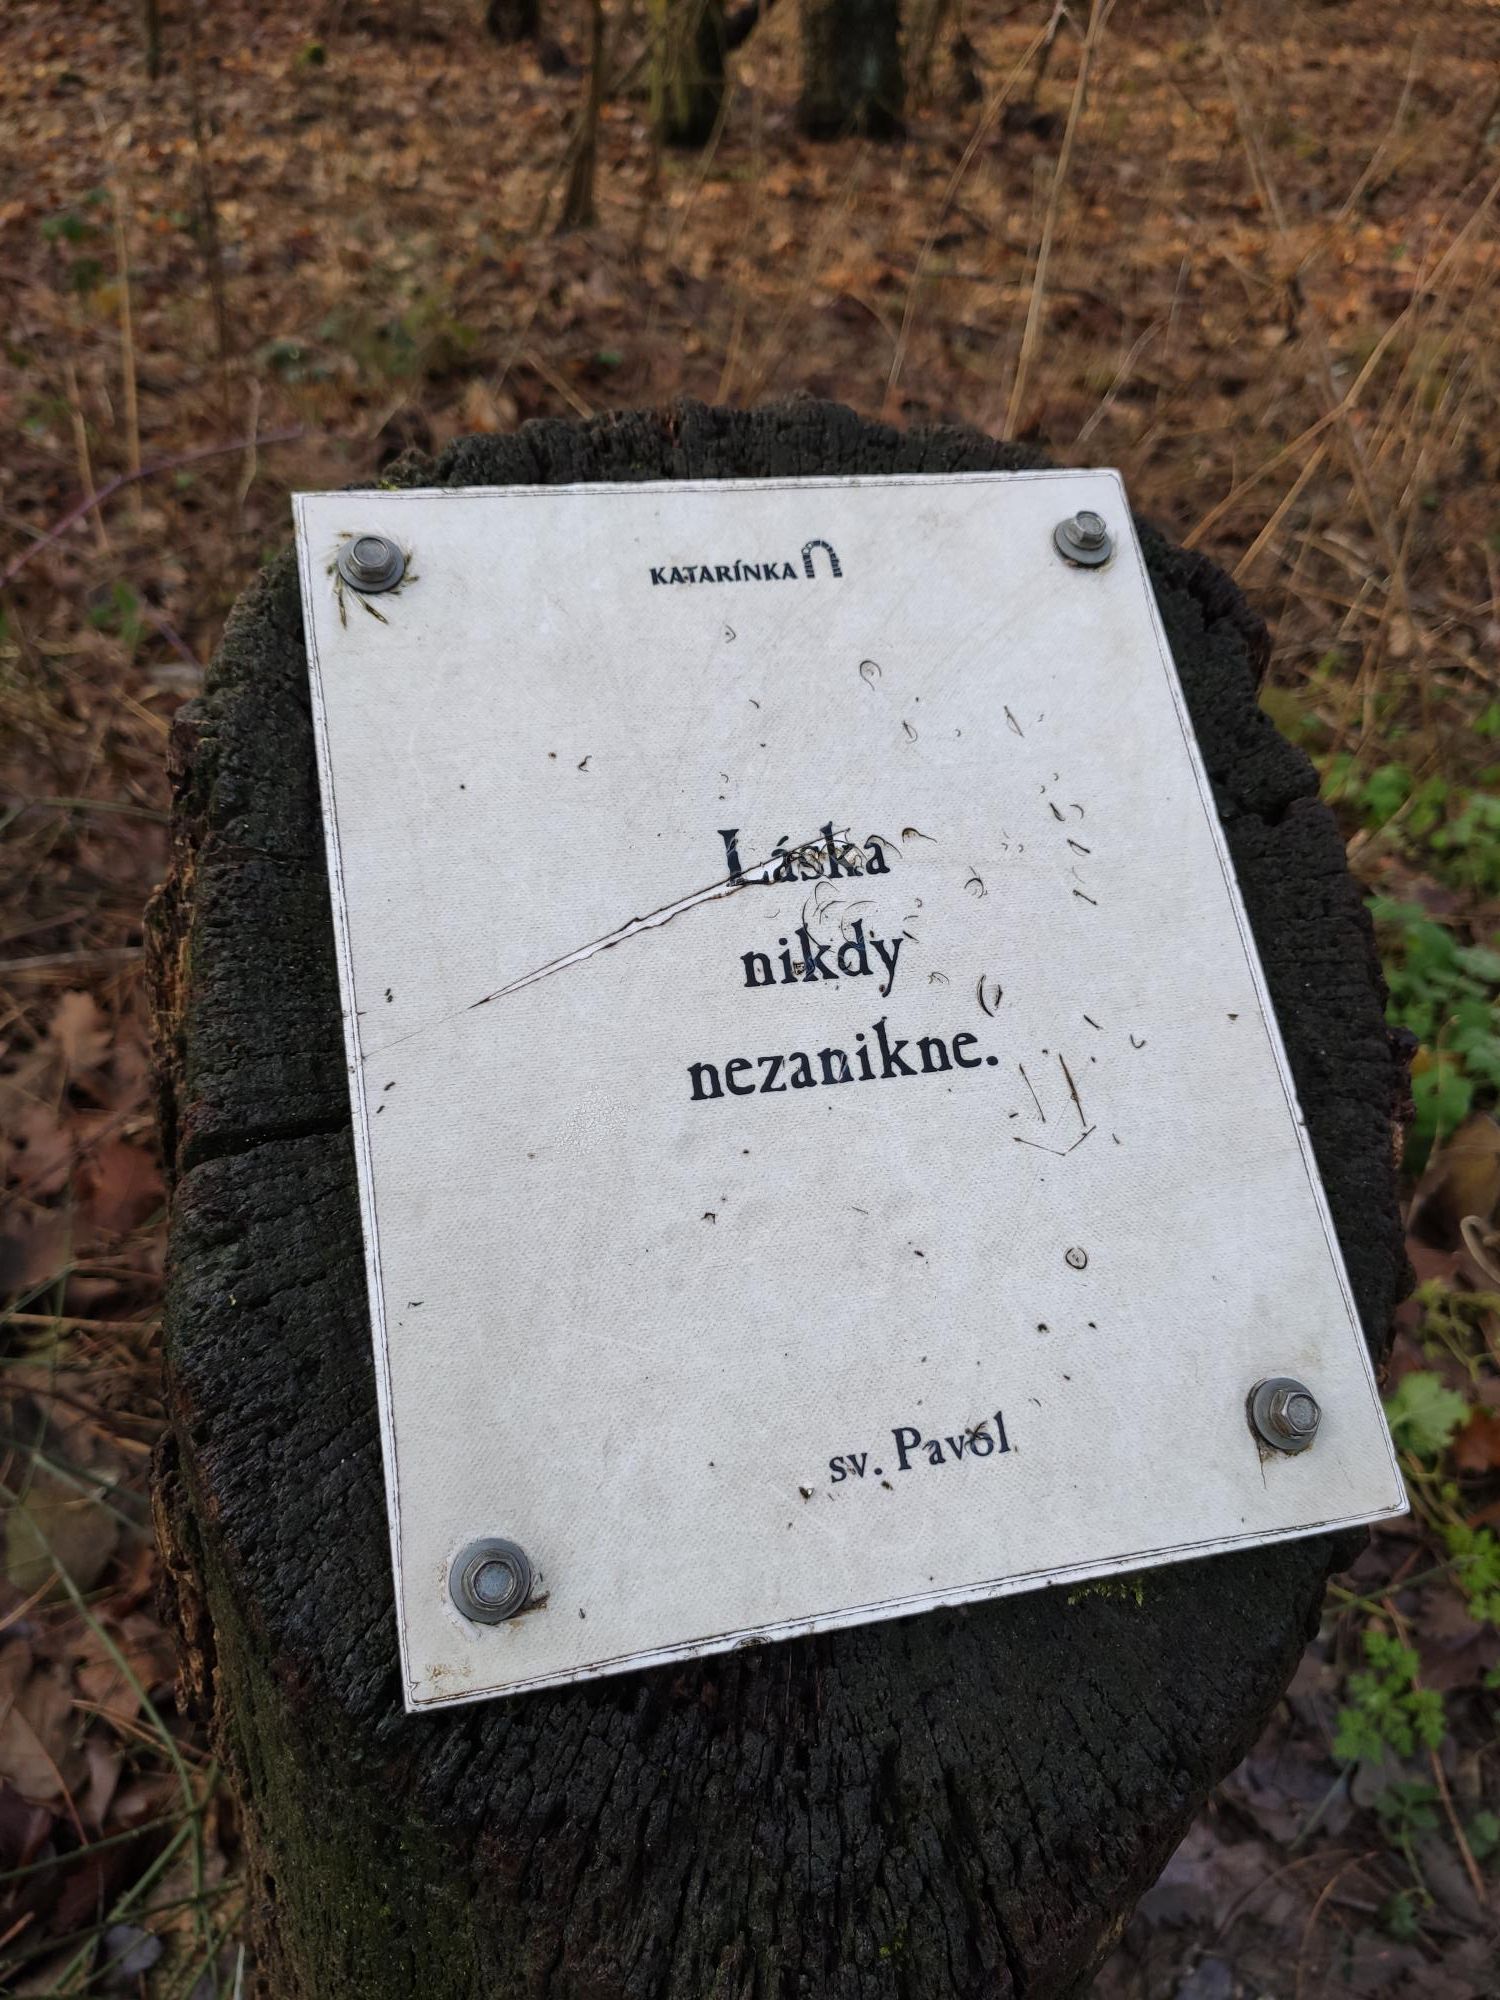 KATARÍNKA
Láska
nikdy
nezanikne.
sv. Pavol